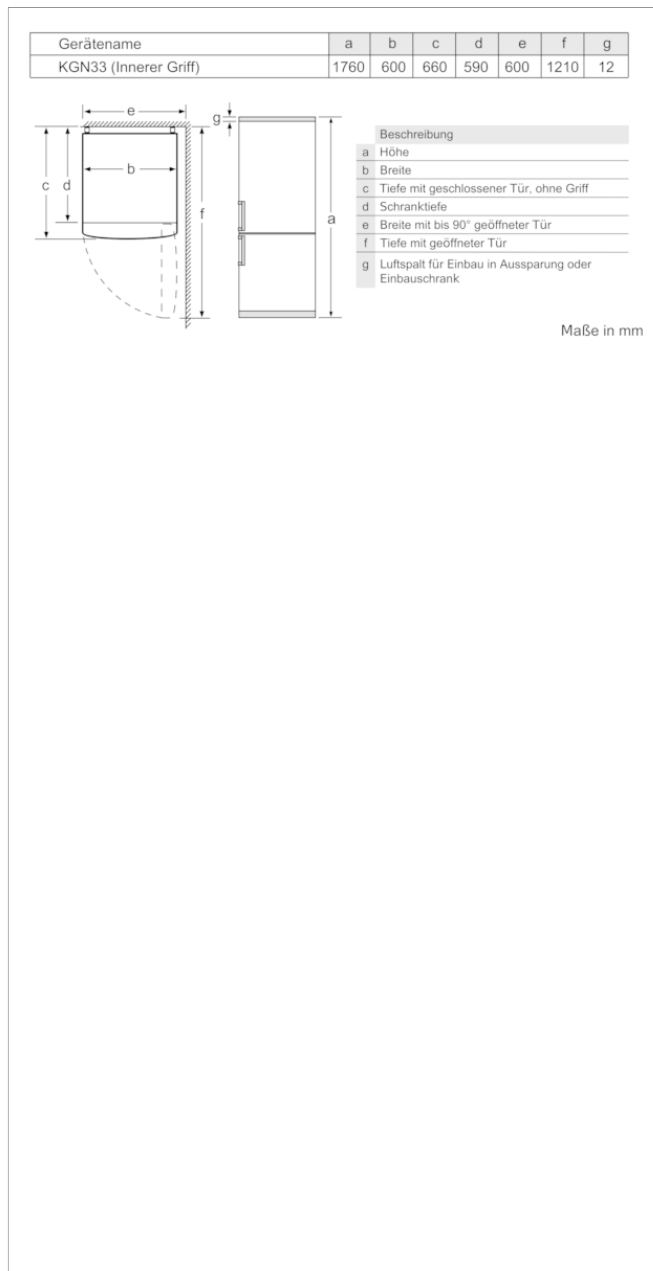 Gerätename a b c d e f g
KGN33 (Innerer Griff) 1760 600 660 590 600 1210 12
e
g
b
c
d
f
a
Beschreibung
a Höhe
b Breite
c Tiefe mit geschlossener Tür, ohne Griff
d Schranktiefe
e Breite mit bis 90° geöffneter Tür
f Tiefe mit geöffneter Tür
g Luftspalt für Einbau in Aussparung oder
Einbauschrank
Maße in mm